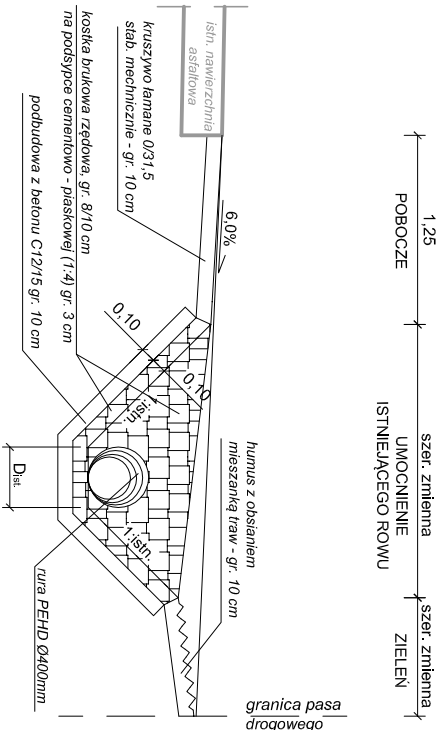 istn. nawierzchnia
asfaltowa
kruszywo łamane 0/31,5
stab. mechnicznie - gr. 10 cm
kostka brukowa rzędowa, gr. 8/10 cm
na podsypce cementowo - piaskowej (1:4) gr. 3 cm
podbudowa z betonu C12/15 gr. 10 cm
1,25
POBOCZE
6,0%
szer. zmienna
UMOCNIENIE
ISTNIEJĄCEGO ROWU
szer. zmienna
ZIELEŃ
0,10
0,10
1:istn.
1:istn.
Dist.
humus z obsianiem
mieszanką traw - gr. 10 cm
rura PEHD Ø400mm
granica pasa
drogowego